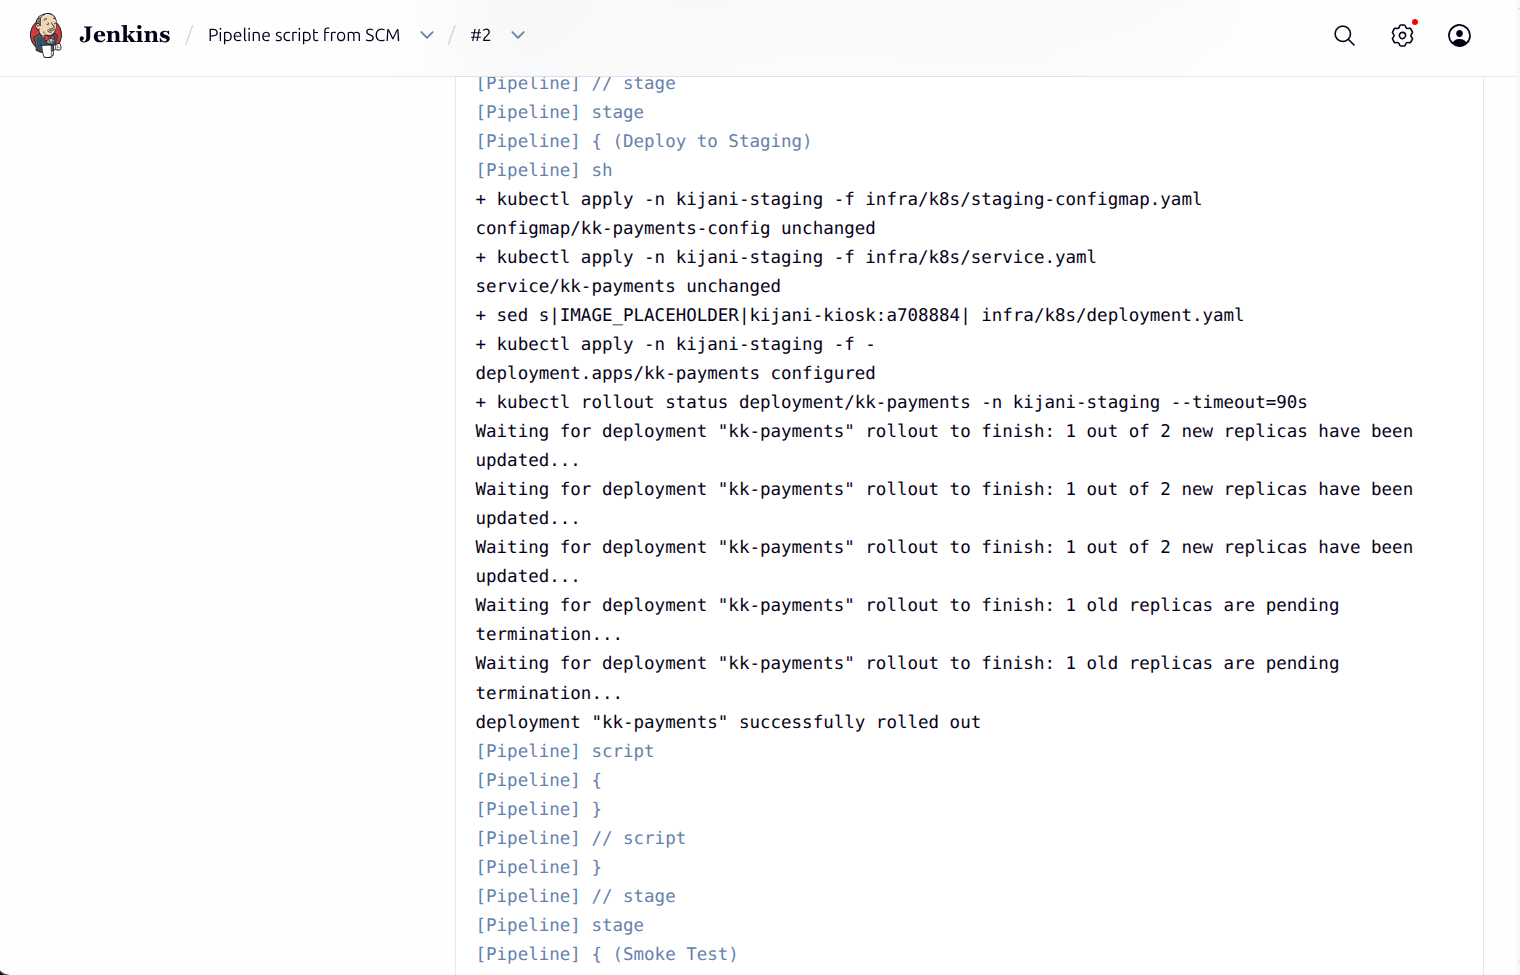 Jenkins / Pipeline script from SCM / #2
[Pipeline] // stage
[Pipeline] stage
[Pipeline] { (Deploy to Staging)
[Pipeline] sh
+ kubectl apply -n kijani-staging -f infra/k8s/staging-configmap.yaml
configmap/kk-payments-config unchanged
+ kubectl apply -n kijani-staging -f infra/k8s/service.yaml
service/kk-payments unchanged
+ sed s|IMAGE_PLACEHOLDER|kijani-kiosk:a708884| infra/k8s/deployment.yaml
+ kubectl apply -n kijani-staging -f -
deployment.apps/kk-payments configured
+ kubectl rollout status deployment/kk-payments -n kijani-staging --timeout=90s
Waiting for deployment "kk-payments" rollout to finish: 1 out of 2 new replicas have been
updated...
Waiting for deployment "kk-payments" rollout to finish: 1 out of 2 new replicas have been
updated...
Waiting for deployment "kk-payments" rollout to finish: 1 out of 2 new replicas have been
updated...
Waiting for deployment "kk-payments" rollout to finish: 1 old replicas are pending
termination...
Waiting for deployment "kk-payments" rollout to finish: 1 old replicas are pending
termination...
deployment "kk-payments" successfully rolled out
[Pipeline] script
[Pipeline] {
[Pipeline] }
[Pipeline] // script
[Pipeline] }
[Pipeline] // stage
[Pipeline] stage
[Pipeline] { (Smoke Test)